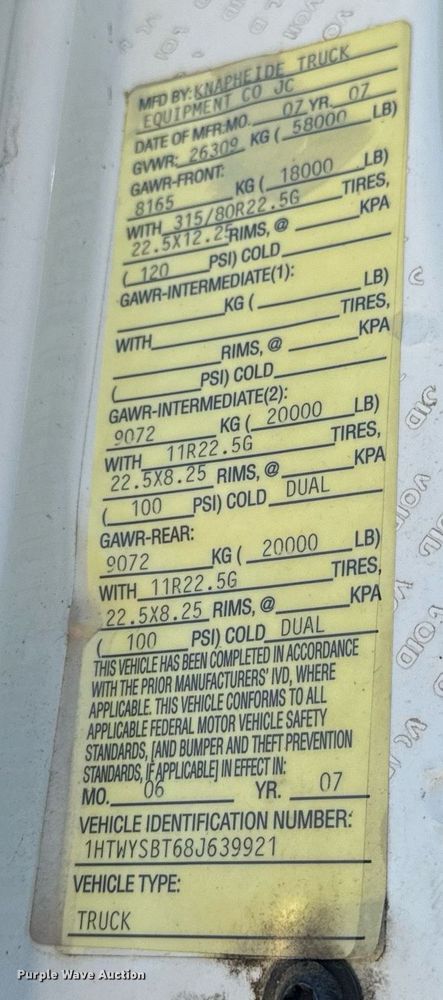 MFD BY: KNAPHEIDE TRUCK
EQUIPMENT CO JC
DATE OF MFR: MO. 07 YR. 07
GVWR: 26309 KG ( 58000 LB)
GAWR-FRONT:
8165 KG ( 18000 LB)
WITH 315/80R22.5G TIRES,
22.5X12.25 RIMS, @ KPA
( 120 PSI) COLD
GAWR-INTERMEDIATE(1):
KG ( LB)
WITH TIRES,
RIMS, @ KPA
( PSI) COLD
GAWR-INTERMEDIATE(2):
9072 KG ( 20000 LB)
WITH 11R22.5G TIRES,
22.5X8.25 RIMS, @ KPA
( 100 PSI) COLD DUAL
GAWR-REAR:
9072 KG ( 20000 LB)
WITH 11R22.5G TIRES,
22.5X8.25 RIMS, @ KPA
( 100 PSI) COLD DUAL
THIS VEHICLE HAS BEEN COMPLETED IN ACCORDANCE
WITH THE PRIOR MANUFACTURERS' IVD, WHERE
APPLICABLE. THIS VEHICLE CONFORMS TO ALL
APPLICABLE FEDERAL MOTOR VEHICLE SAFETY
STANDARDS, [AND BUMPER AND THEFT PREVENTION
STANDARDS, IF APPLICABLE] IN EFFECT IN:
MO. 06 YR. 07
VEHICLE IDENTIFICATION NUMBER:
1HTWYSBT68J639921
VEHICLE TYPE:
TRUCK
Purple Wave Auction